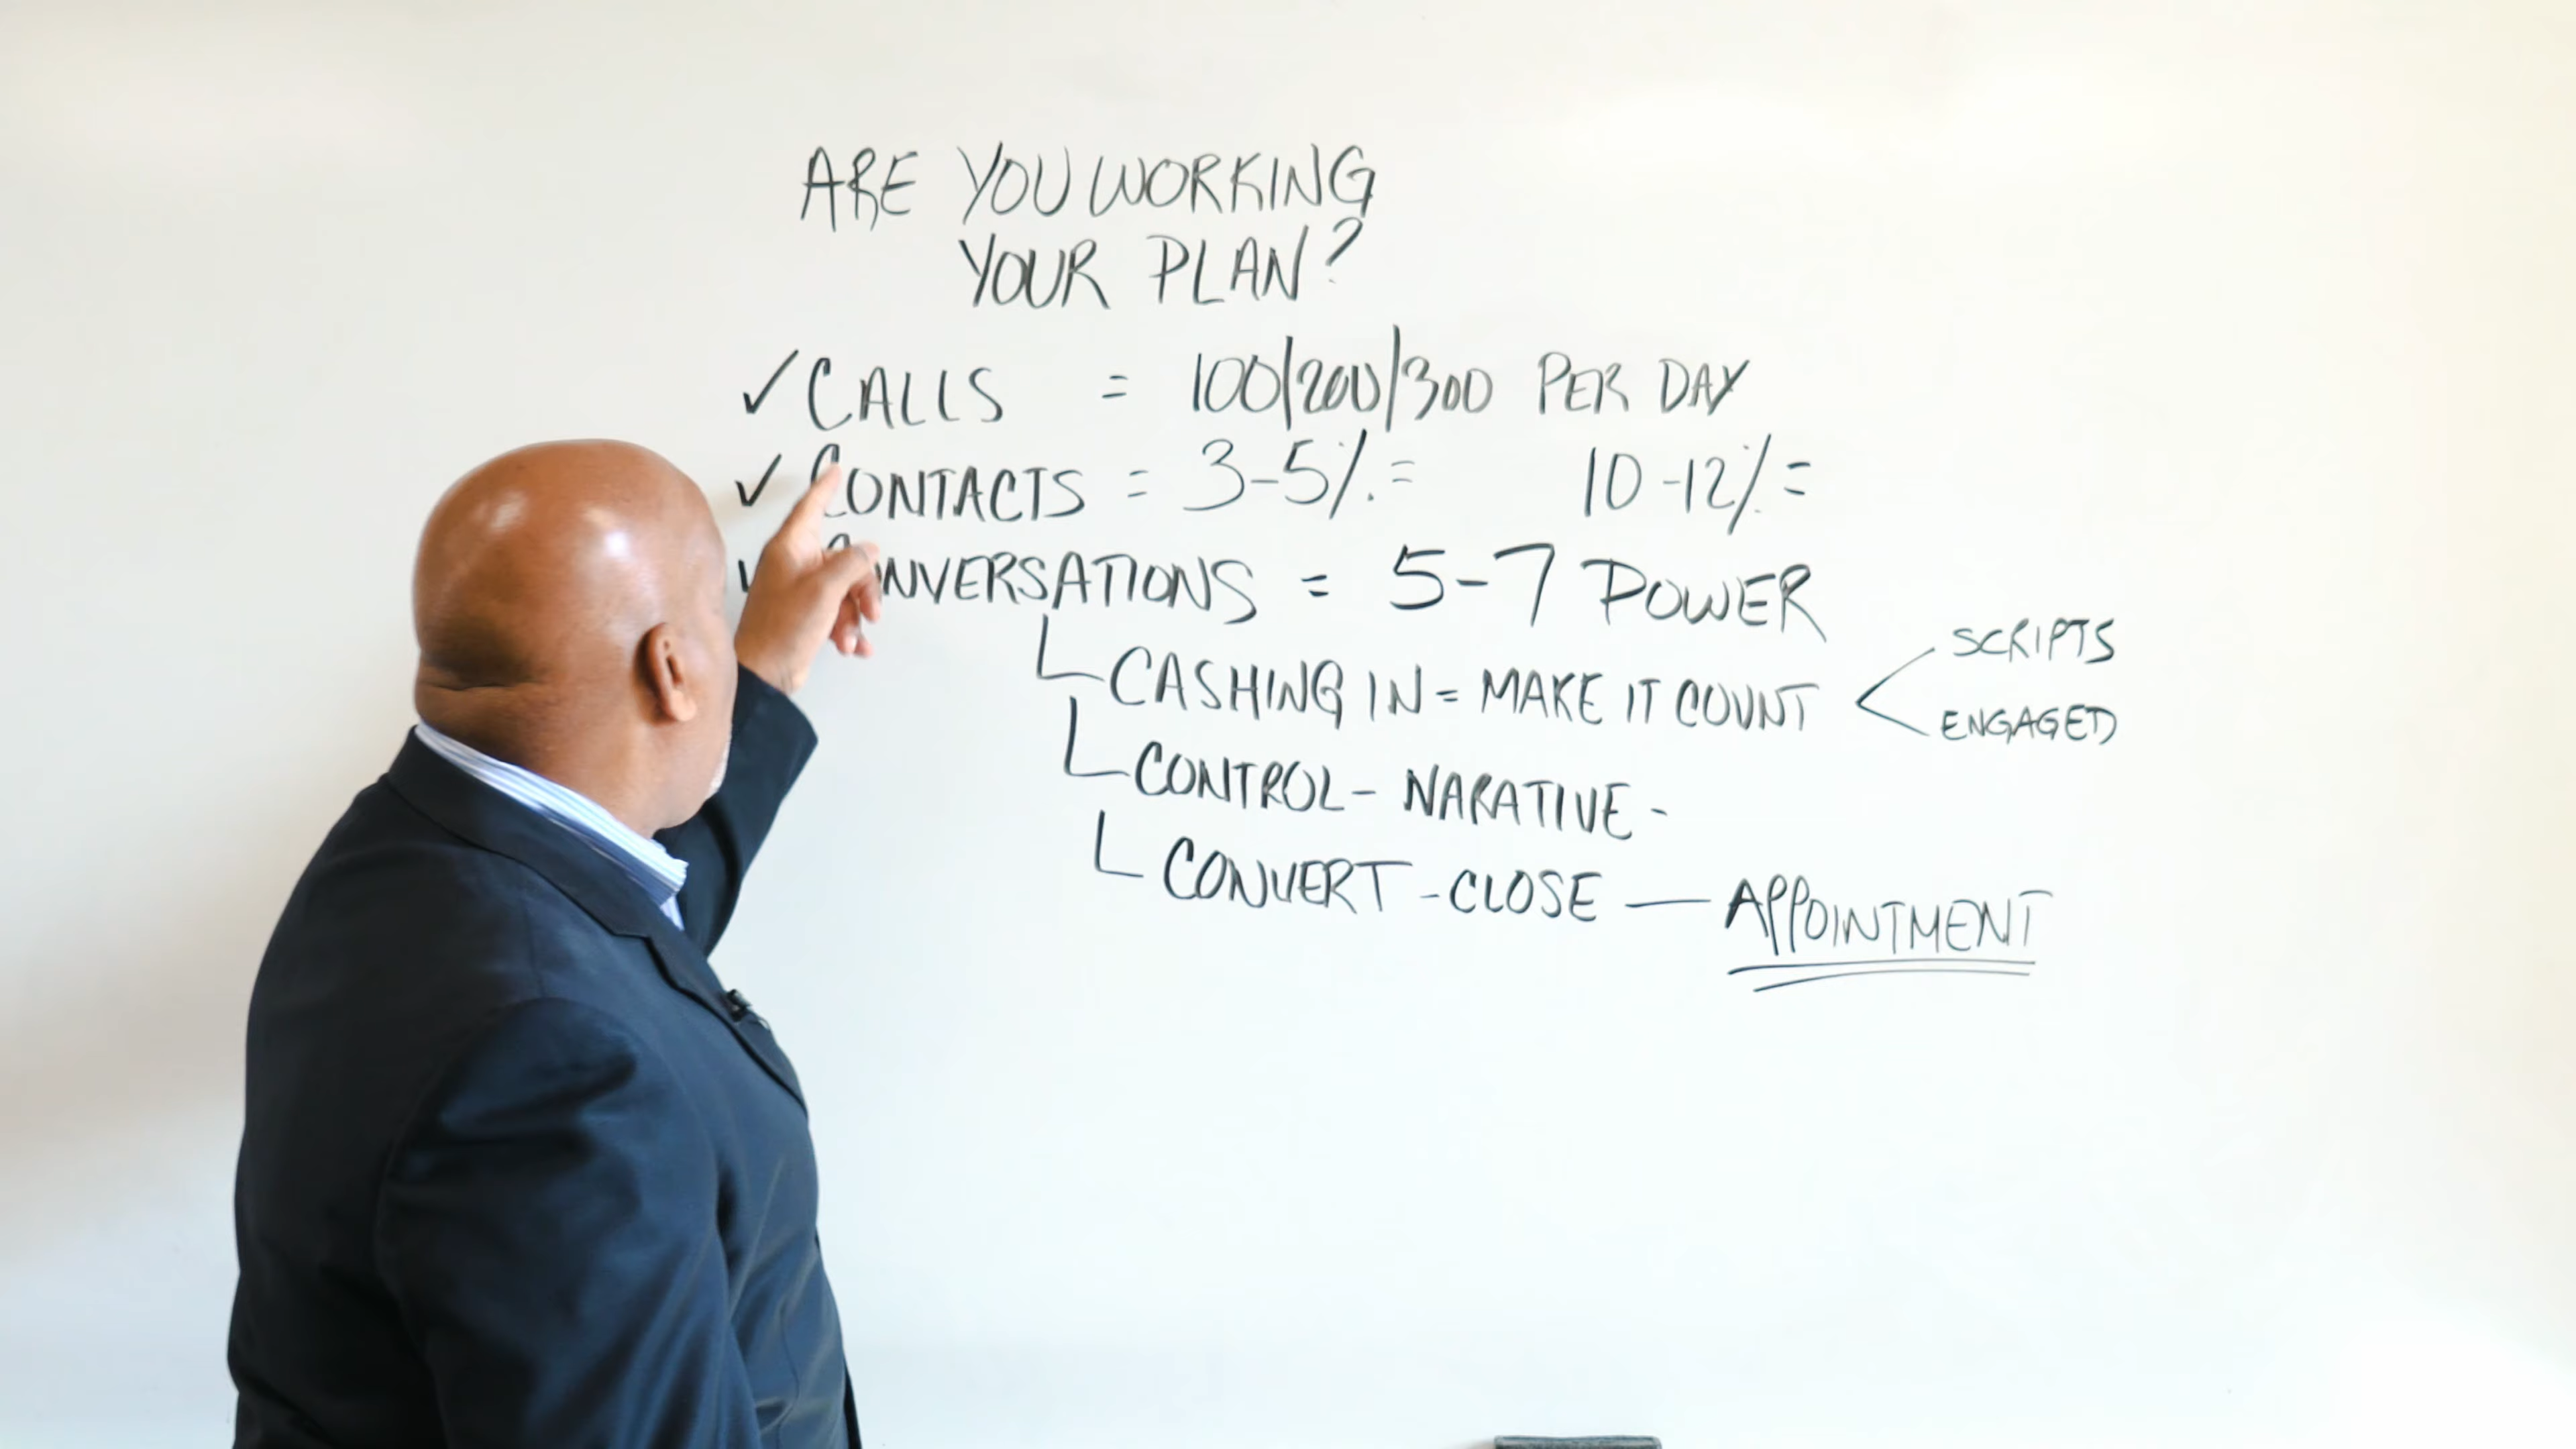 ARE YOU WORKING
YOUR PLAN?
✓ CALLS = 100/200/300 PER DAY
✓ CONTACTS = 3-5% = 10-12% =
CONVERSATIONS = 5-7 POWER
CASHING IN = MAKE IT COUNT < SCRIPTS
ENGAGED
CONTROL - NARATIVE -
CONVERT - CLOSE — APPOINTMENT